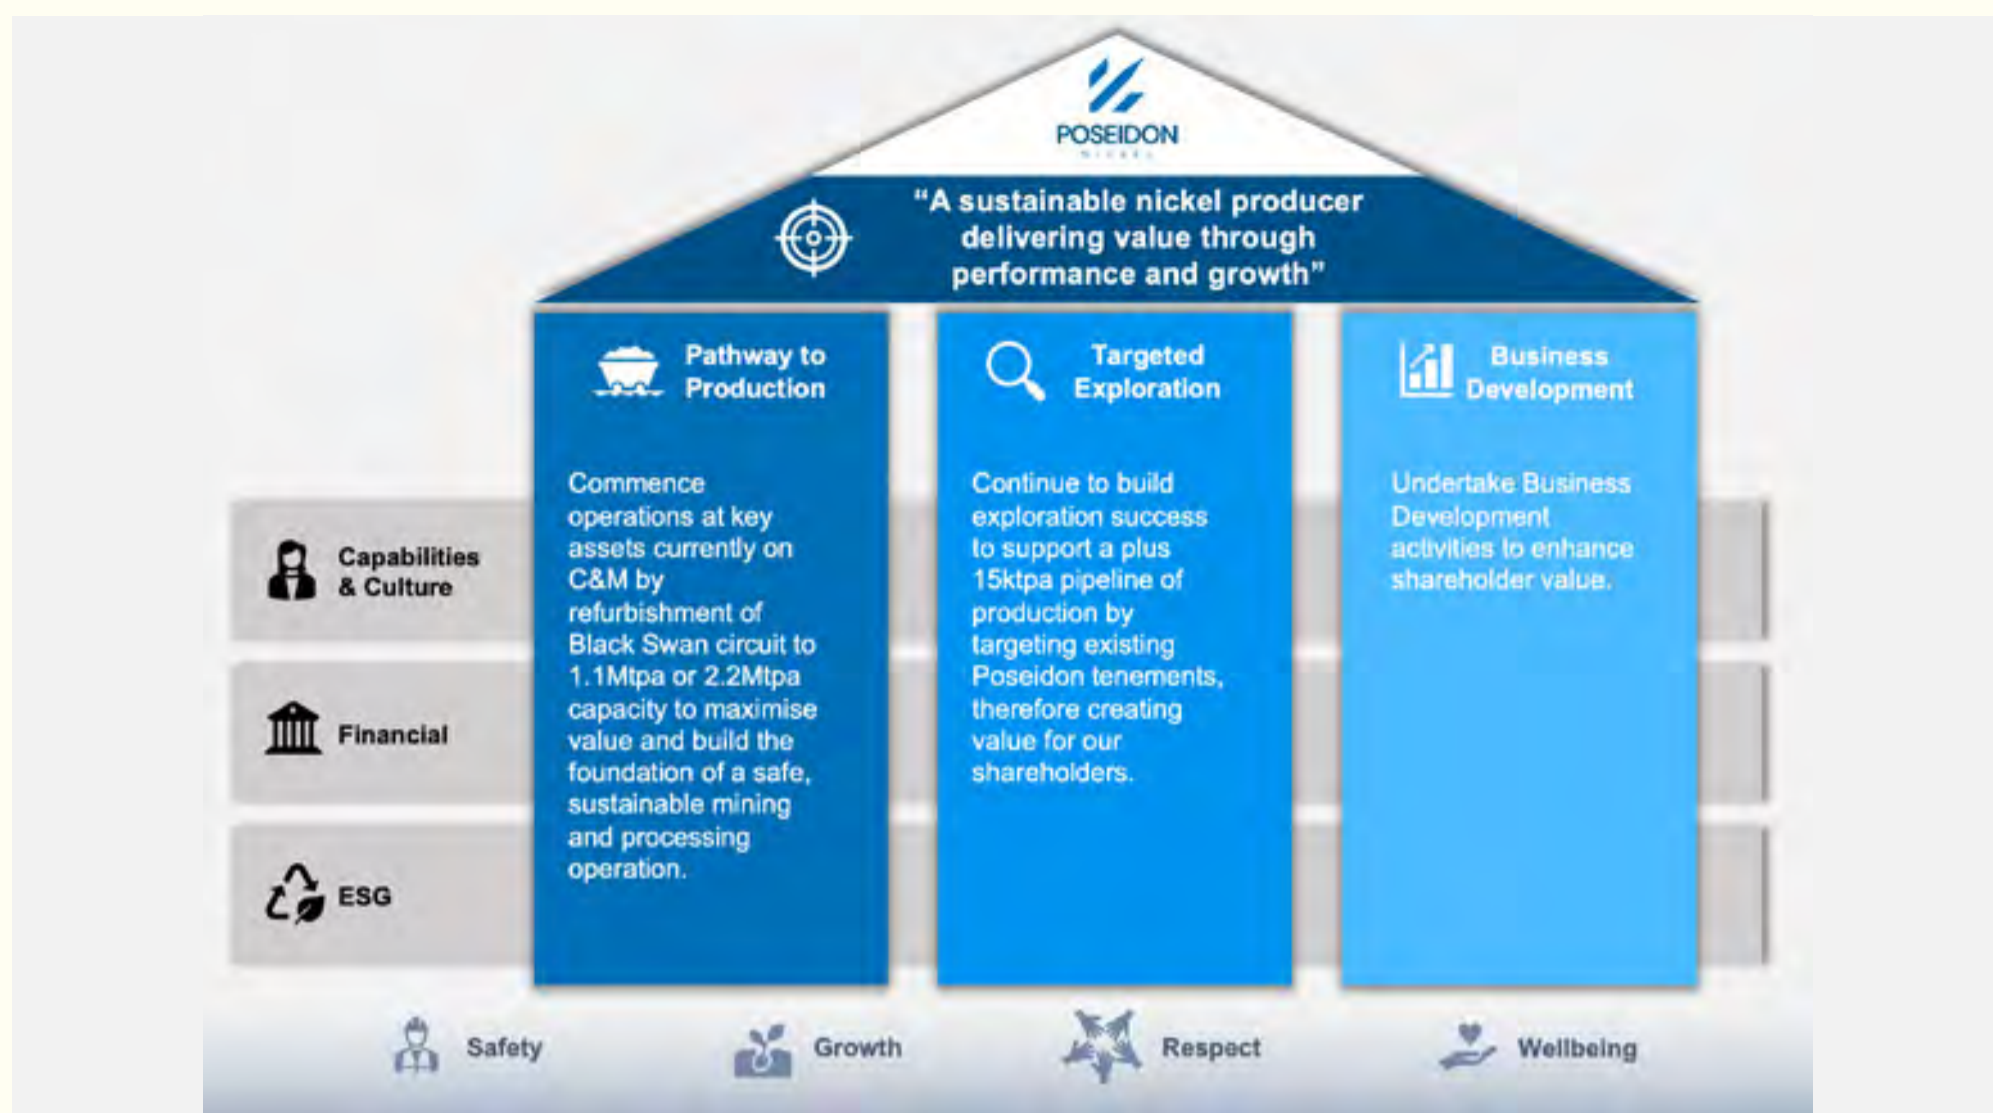 POSEIDON
NICKEL
“A sustainable nickel producer
delivering value through
performance and growth”
Pathway to
Production
Commence
operations at key
assets currently on
C&M by
refurbishment of
Black Swan circuit to
1.1Mtpa or 2.2Mtpa
capacity to maximise
value and build the
foundation of a safe,
sustainable mining
and processing
operation.
Targeted
Exploration
Continue to build
exploration success
to support a plus
15ktpa pipeline of
production by
targeting existing
Poseidon tenements,
therefore creating
value for our
shareholders.
Business
Development
Undertake Business
Development
activities to enhance
shareholder value.
Capabilities
& Culture
Financial
ESG
Safety
Growth
Respect
Wellbeing